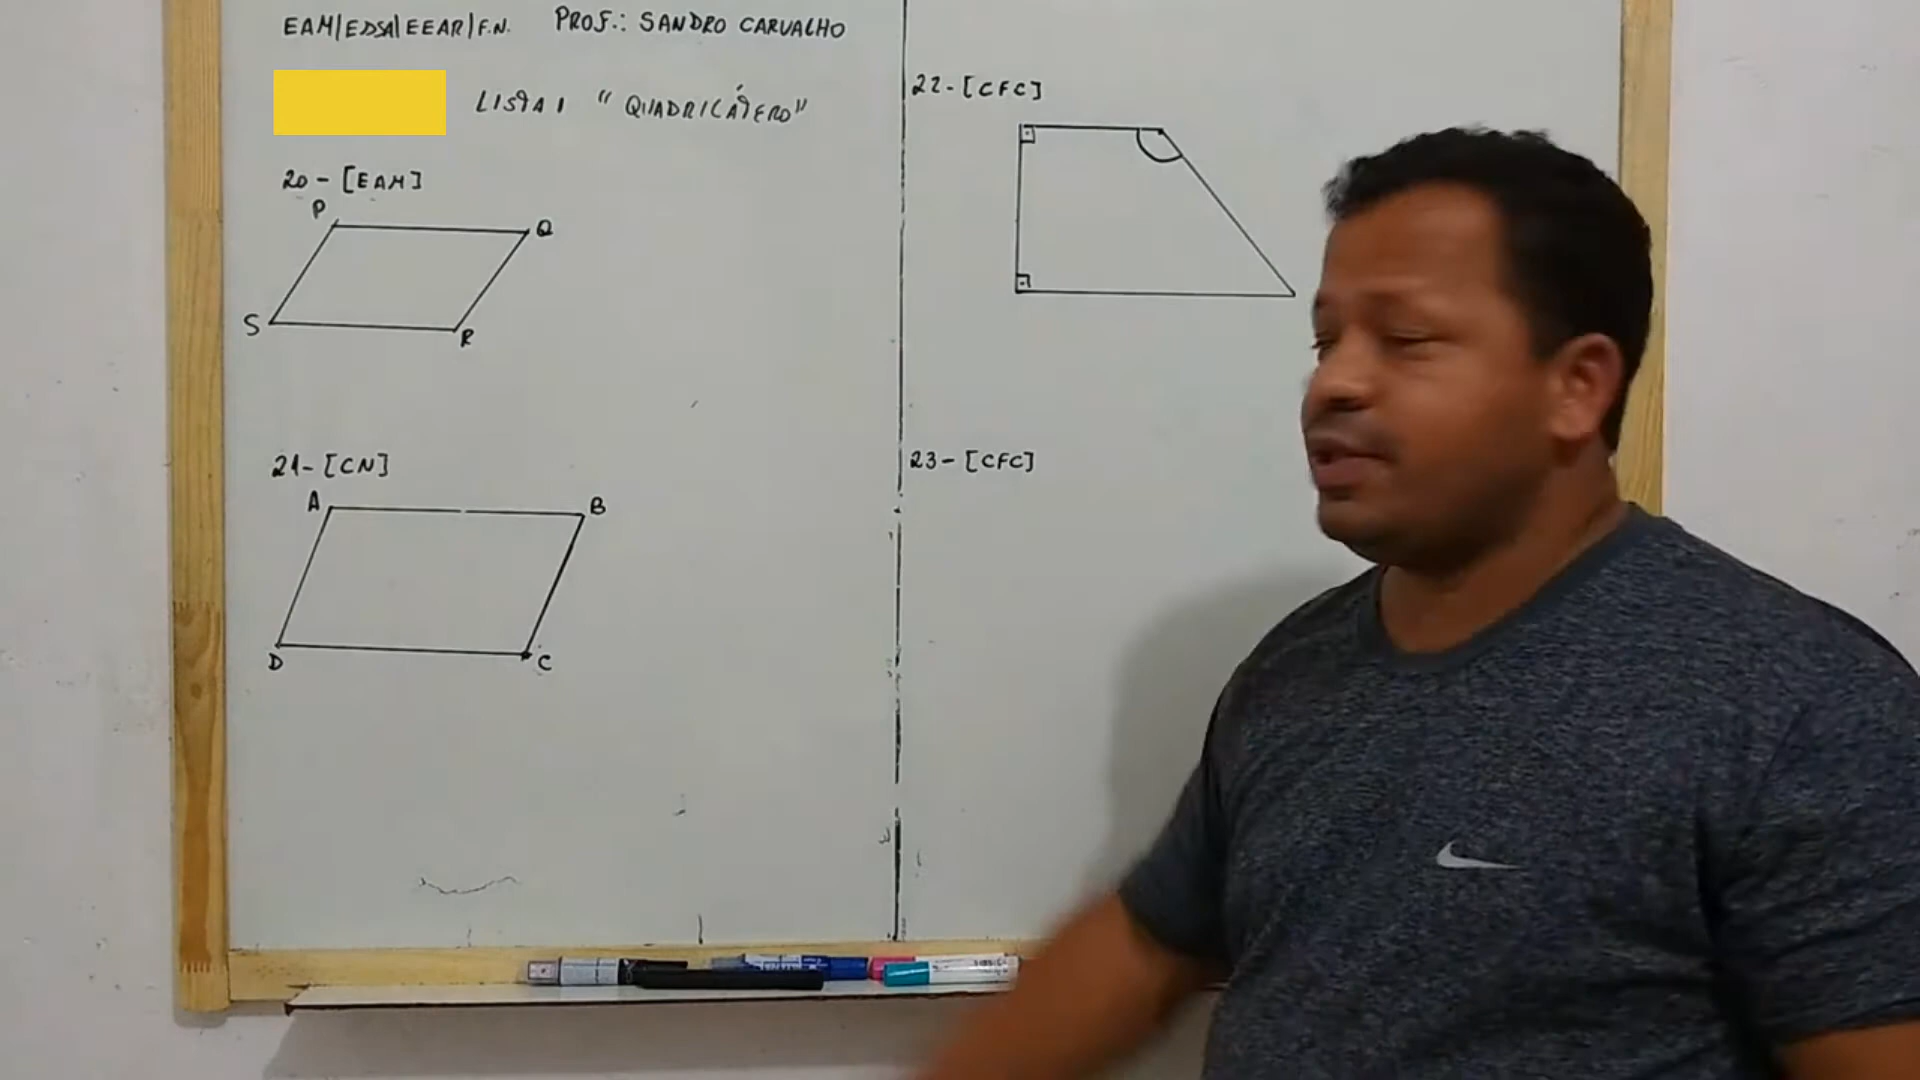 EAM|EDSA|EEAR|F.N. PROF.: SANDRO CARVALHO
LISTA 1 "QUADRILÁTERO"
20- [EAM]
P
Q
S
R
21- [CN]
A
B
D
C
22- [CFC]
23- [CFC]